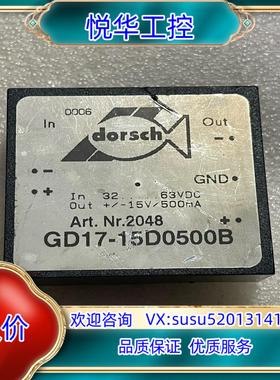 悦华工控
0006
In
dorsch
Out
-
-
+
GND
In 32.....63VDC
Out +/-15V/500mA
+
Art. Nr.2048
GD17-15D0500B
价
欢迎咨询 VX:susu52013141
品质保证 优质服务